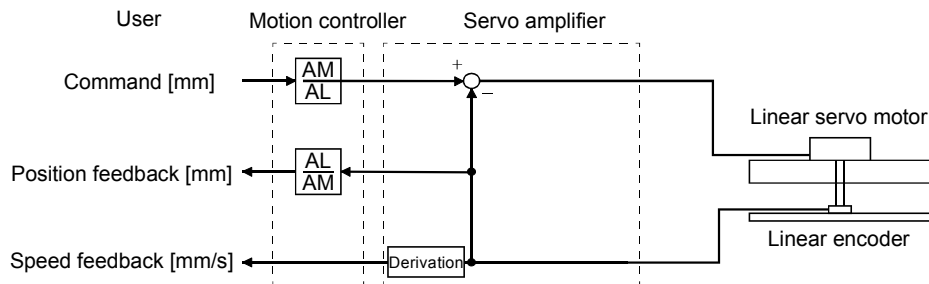 User
Motion controller
Servo amplifier
Command [mm]
AM
AL
+
−
Linear servo motor
Position feedback [mm]
AL
AM
Linear encoder
Speed feedback [mm/s]
Derivation